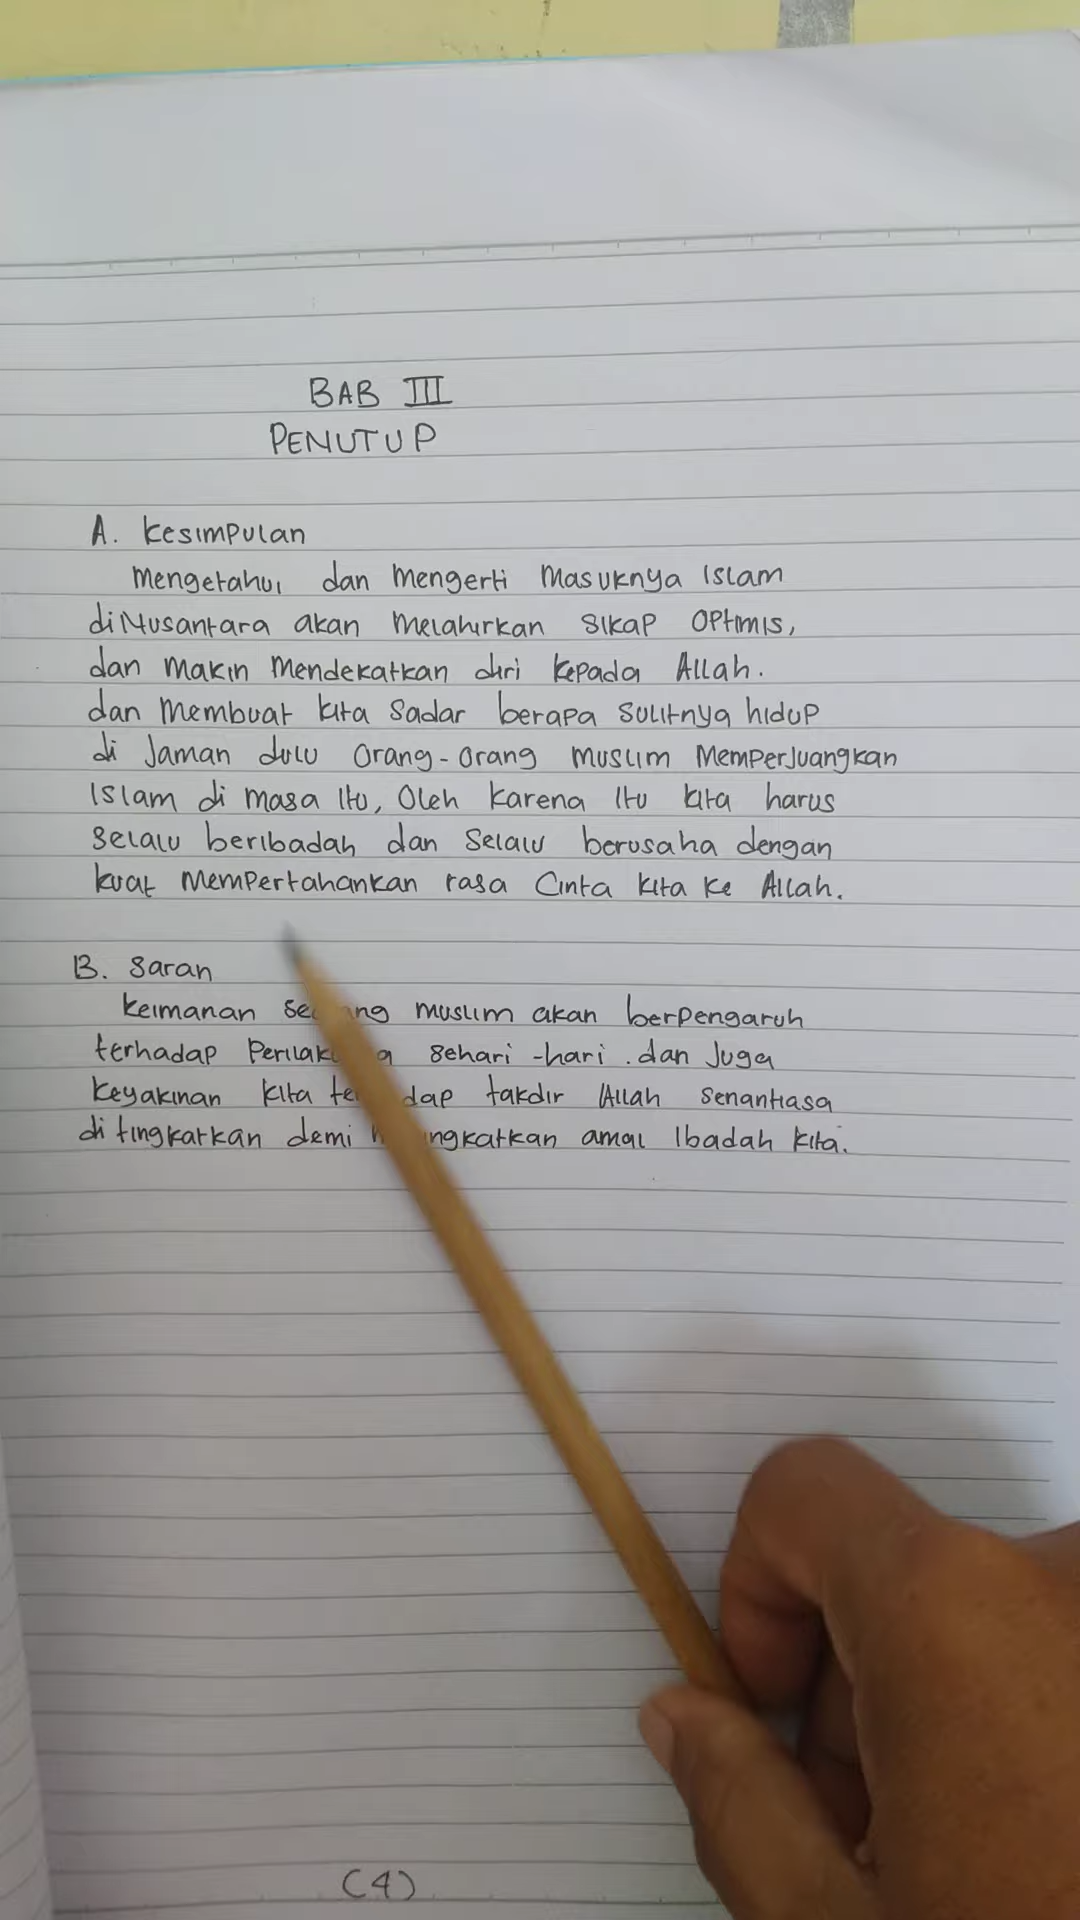 BAB III
PENUTUP
A. Kesimpulan
Mengetahui dan Mengerti Masuknya Islam
diNusantara akan Melahirkan sikap optimis,
dan makin Mendekatkan diri kepada Allah.
dan Membuat kita sadar berapa sulitnya hidup
di Jaman dulu orang-orang muslim Memperjuangkan
Islam di masa itu, Oleh karena itu kita harus
selalu beribadah dan selalu berusaha dengan
kuat Mempertahankan rasa Cinta kita ke Allah.
B. Saran
keimanan muslim akan berpengaruh
terhadap sehari-hari. dan Juga
keyakinan kita takdir Allah senantiasa
di tingkatkan demi amal Ibadah kita.
(4)